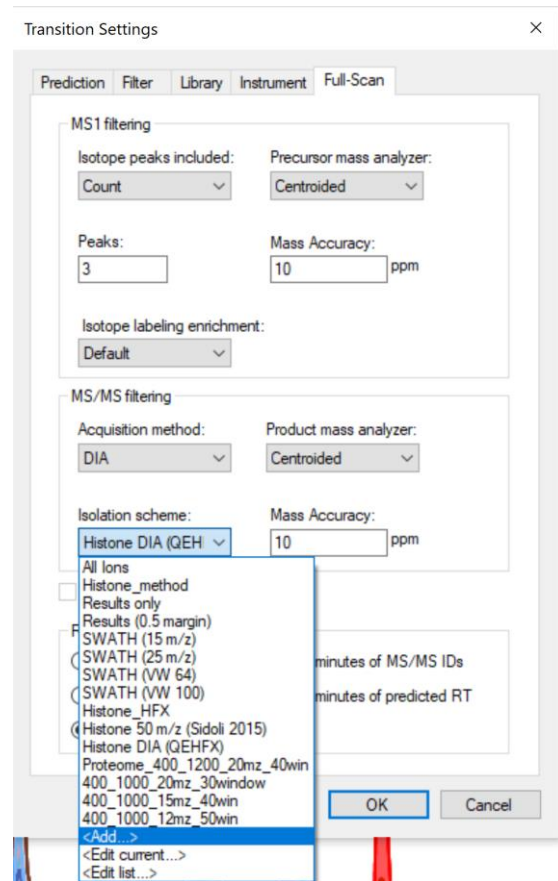 Transition Settings
Prediction Filter Library Instrument Full-Scan
MS1 filtering
Isotope peaks included: Precursor mass analyzer:
Count Centroided
Peaks: Mass Accuracy:
3 10 ppm
Isotope labeling enrichment:
Default
MS/MS filtering
Acquisition method: Product mass analyzer:
DIA Centroided
Isolation scheme: Mass Accuracy:
Histone DIA (QEH 10 ppm
All Ions
Histone_method
Results only
Results (0.5 margin)
SWATH (15 m/z)
SWATH (25 m/z) minutes of MS/MS IDs
SWATH (VW 64)
SWATH (VW 100) minutes of predicted RT
Histone_HFX
Histone 50 m/z (Sidoli 2015)
Histone DIA (QEHFX)
Proteome_400_1200_20mz_40win
400_1000_20mz_30window
400_1000_15mz_40win
400_1000_12mz_50win
OK Cancel
<Add...>
<Edit current...>
<Edit list...>